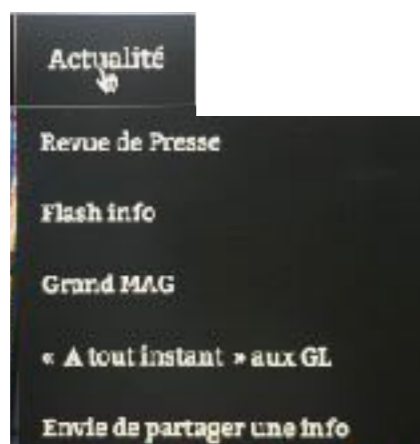 Actualité
Revue de Presse
Flash info
Grand MAG
« A tout instant » aux GL
Envie de partager une info